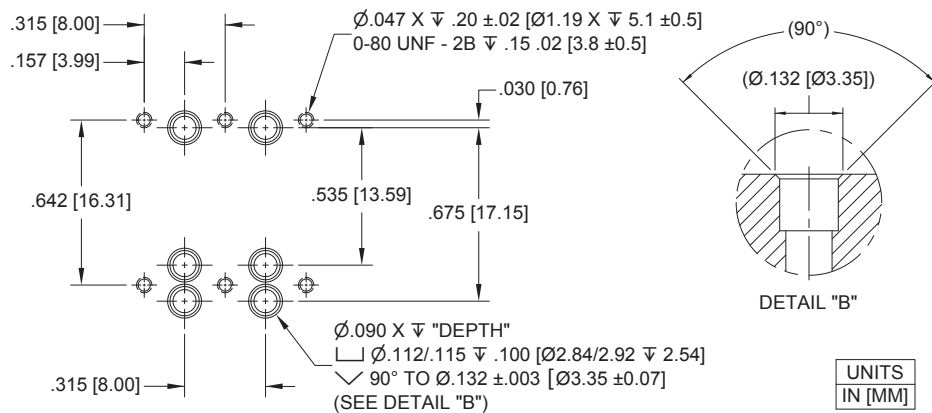 .315 [8.00]
.157 [3.99]
Ø.047 X ↧ .20 ±.02 [Ø1.19 X ↧ 5.1 ±0.5]
0-80 UNF - 2B ↧ .15 .02 [3.8 ±0.5]
.030 [0.76]
(90°)
(Ø.132 [Ø3.35])
.642 [16.31]
.535 [13.59]
.675 [17.15]
DETAIL "B"
Ø.090 X ↧ "DEPTH"
⌴ Ø.112/.115 ↧ .100 [Ø2.84/2.92 ↧ 2.54]
⌵ 90° TO Ø.132 ±.003 [Ø3.35 ±0.07]
(SEE DETAIL "B")
.315 [8.00]
UNITS
IN [MM]